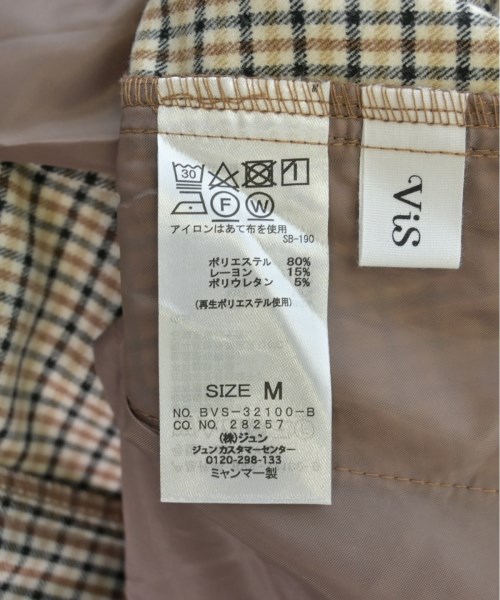 30
F W
アイロンはあて布を使用
SB-190
ポリエステル 80%
レーヨン 15%
ポリウレタン 5%
(再生ポリエステル使用)
SIZE M
NO. BVS-32100-B
CO. NO. 28257
(株)ジュン
ジュンカスタマーセンター
0120-298-133
ミャンマー製
ViS